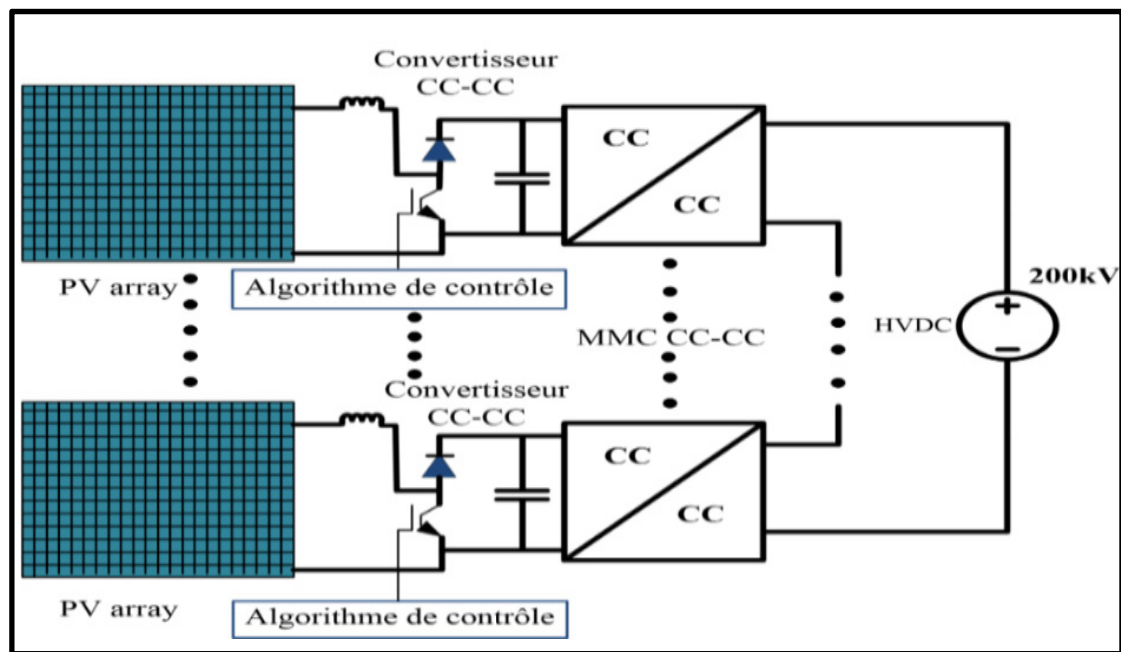 Convertisseur
CC-CC
CC
CC
PV array
Algorithme de contrôle
200kV
+
HVDC
−
MMC CC-CC
Convertisseur
CC-CC
CC
CC
PV array
Algorithme de contrôle